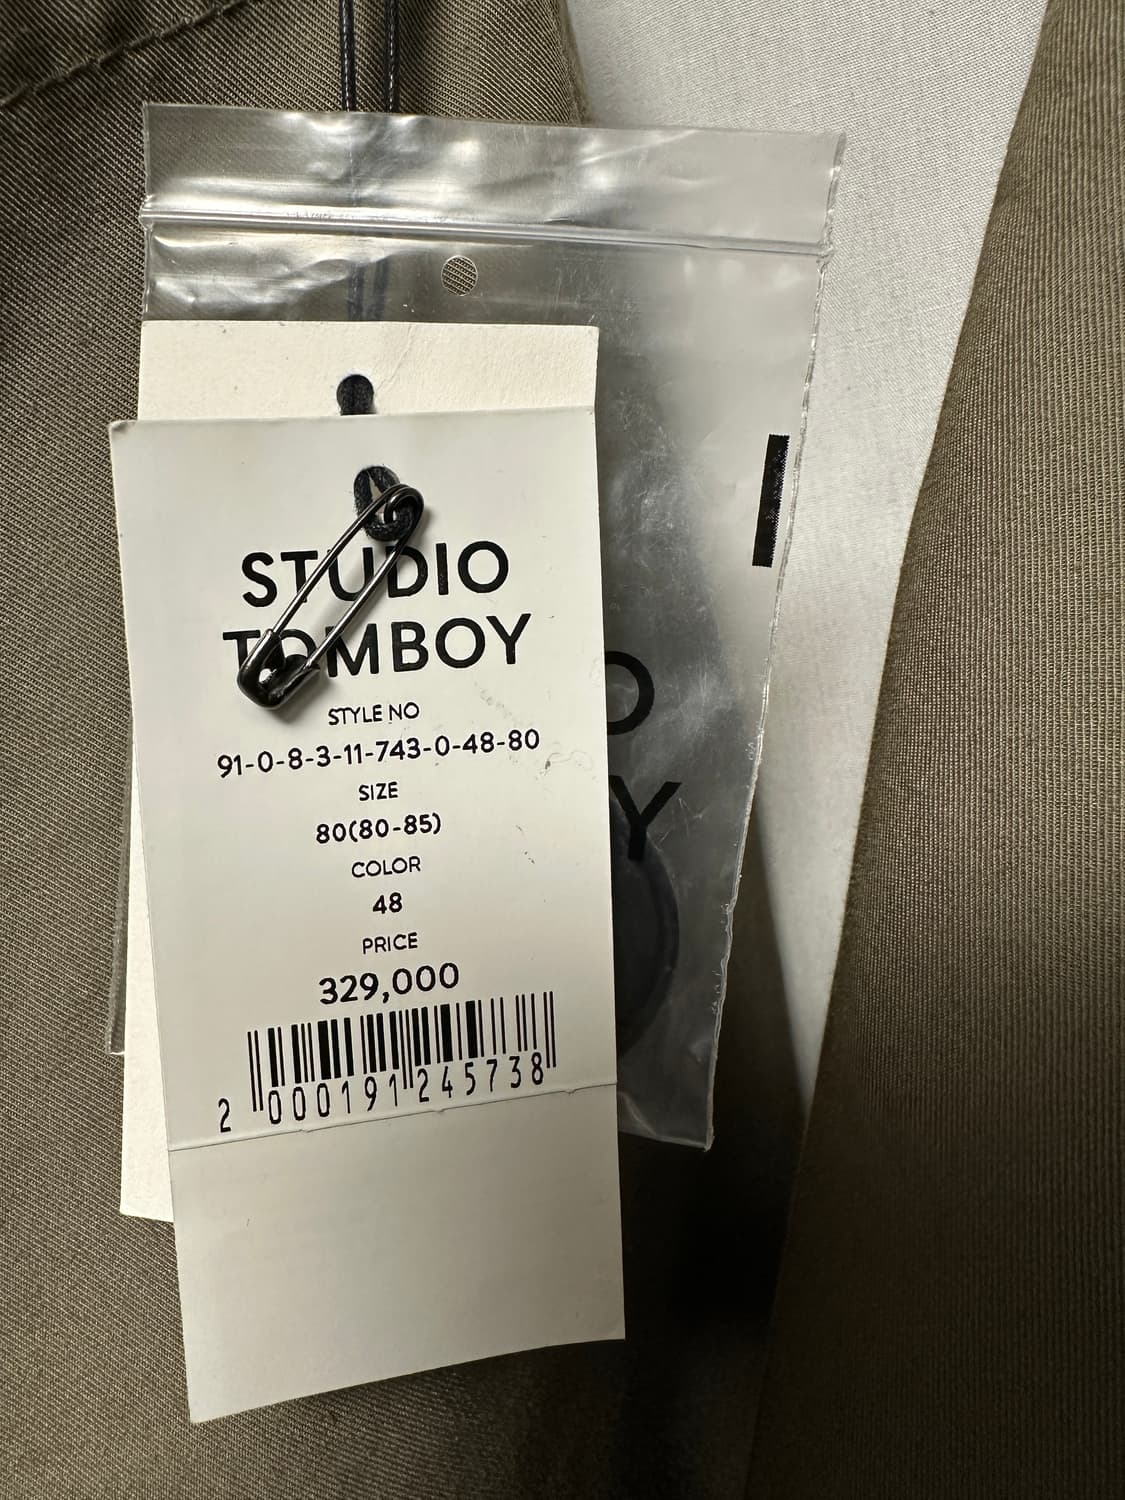 STUDIO
TOMBOY
STYLE NO
91-0-8-3-11-743-0-48-80
SIZE
80(80-85)
COLOR
48
PRICE
329,000
2 000191 245738
O
Y